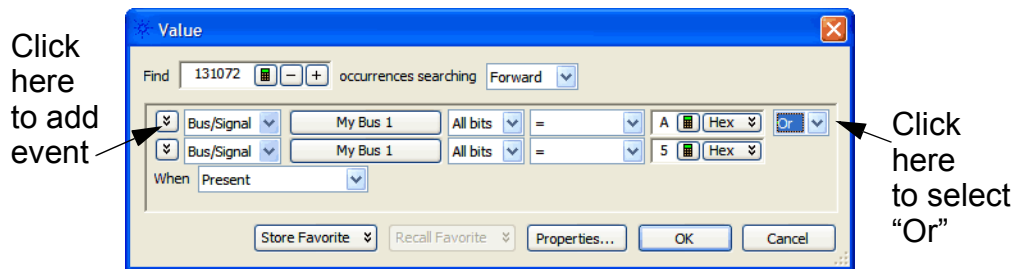 Click
here
to add
event
Value
Find 131072 − + occurrences searching Forward
Bus/Signal My Bus 1 All bits = A Hex Or
Bus/Signal My Bus 1 All bits = 5 Hex
When Present
Store Favorite Recall Favorite Properties... OK Cancel
Click
here
to select
“Or”